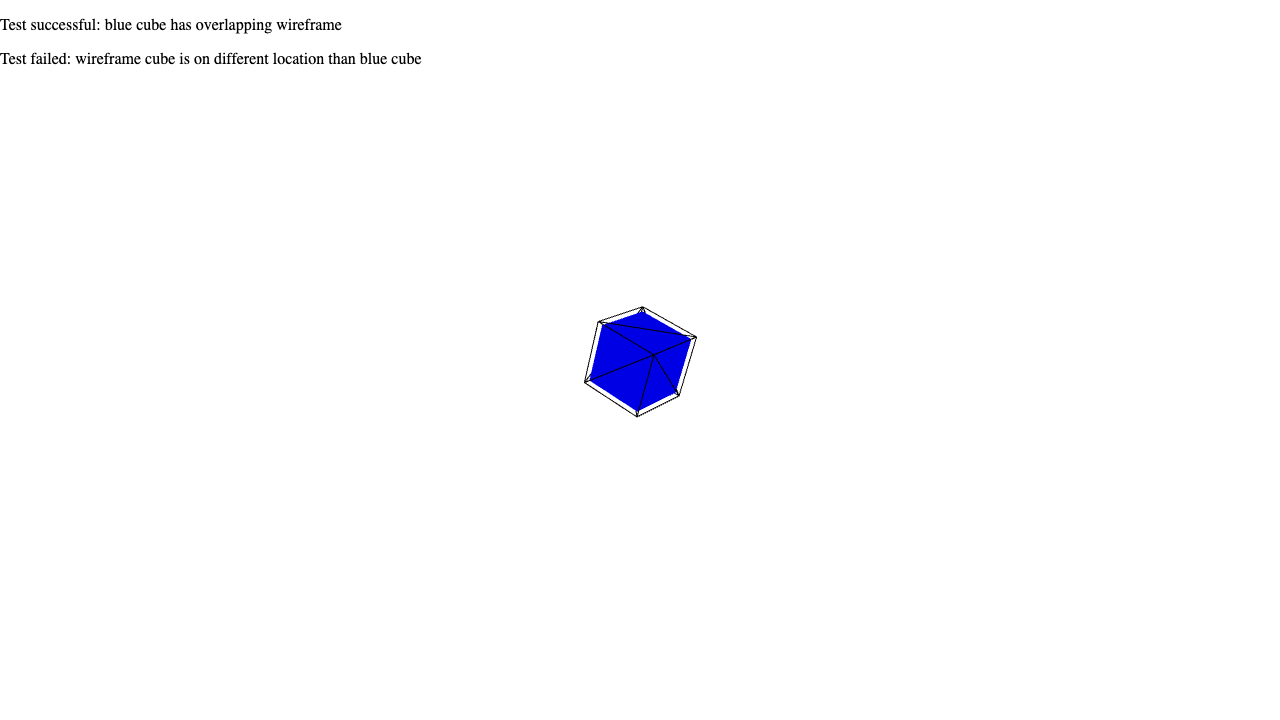 Test successful: blue cube has overlapping wireframe
Test failed: wireframe cube is on different location than blue cube